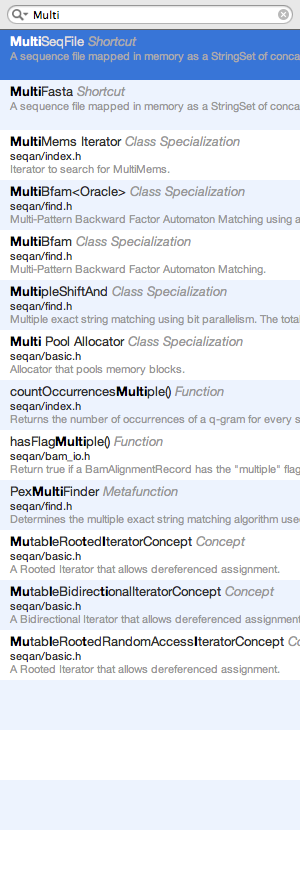 Multi
MultiSeqFile Shortcut
A sequence file mapped in memory as a StringSet of conca
MultiFasta Shortcut
A sequence file mapped in memory as a StringSet of conca
MultiMems Iterator Class Specialization
seqan/index.h
Iterator to search for MultiMems.
MultiBfam<Oracle> Class Specialization
seqan/find.h
Multi-Pattern Backward Factor Automaton Matching using a
MultiBfam Class Specialization
seqan/find.h
Multi-Pattern Backward Factor Automaton Matching.
MultipleShiftAnd Class Specialization
seqan/find.h
Multiple exact string matching using bit parallelism. The total
Multi Pool Allocator Class Specialization
seqan/basic.h
Allocator that pools memory blocks.
countOccurrencesMultiple() Function
seqan/index.h
Returns the number of occurrences of a q-gram for every s
hasFlagMultiple() Function
seqan/bam_io.h
Return true if a BamAlignmentRecord has the "multiple" flag
PexMultiFinder Metafunction
seqan/find.h
Determines the multiple exact string matching algorithm use
MutableRootedIteratorConcept Concept
seqan/basic.h
A Rooted Iterator that allows dereferenced assignment.
MutableBidirectionalIteratorConcept Concept
seqan/basic.h
A Bidirectional Iterator that allows dereferenced assignment
MutableRootedRandomAccessIteratorConcept Co
seqan/basic.h
A Rooted Iterator that allows dereferenced assignment.